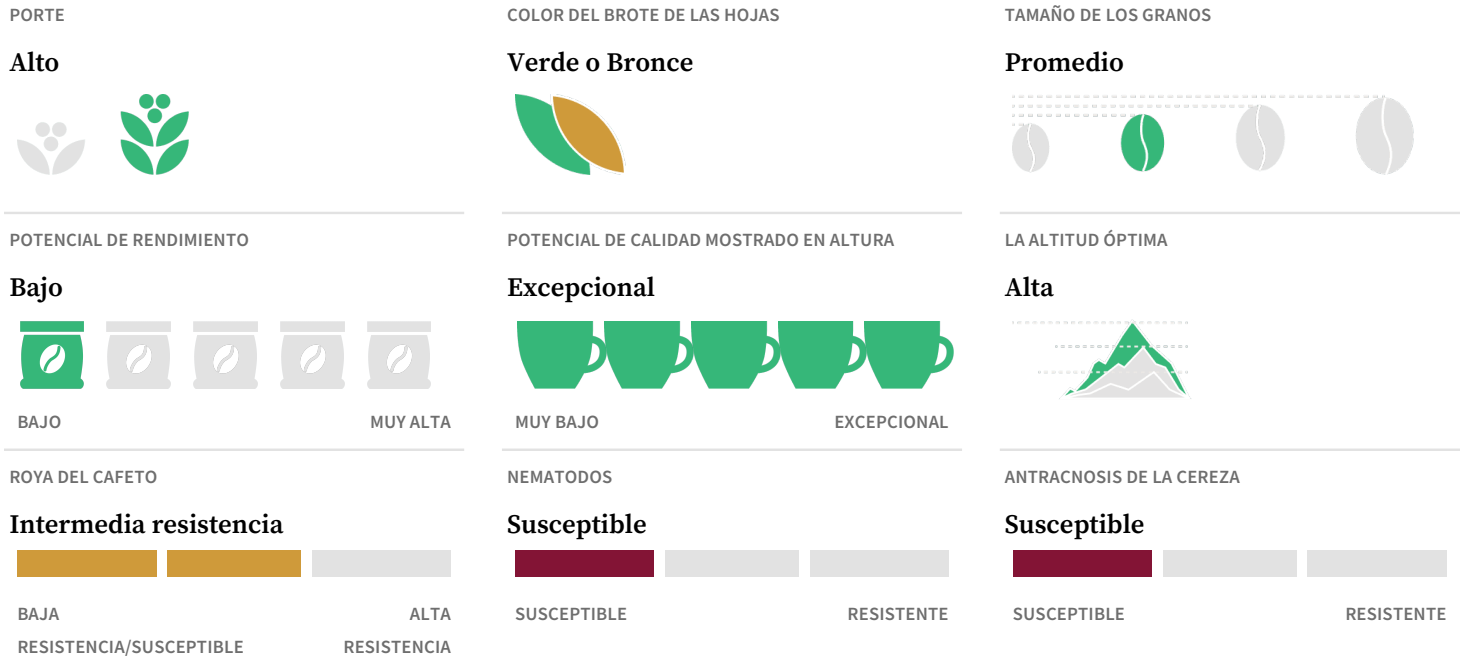 PORTE
Alto
COLOR DEL BROTE DE LAS HOJAS
Verde o Bronce
TAMAÑO DE LOS GRANOS
Promedio
POTENCIAL DE RENDIMIENTO
Bajo
BAJO
MUY ALTA
POTENCIAL DE CALIDAD MOSTRADO EN ALTURA
Excepcional
MUY BAJO
EXCEPCIONAL
LA ALTITUD ÓPTIMA
Alta
ROYA DEL CAFETO
Intermedia resistencia
BAJA
RESISTENCIA/SUSCEPTIBLE
ALTA
RESISTENCIA
NEMATODOS
Susceptible
SUSCEPTIBLE
RESISTENTE
ANTRACNOSIS DE LA CEREZA
Susceptible
SUSCEPTIBLE
RESISTENTE